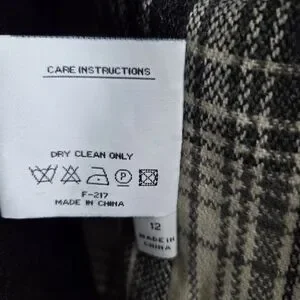 CARE INSTRUCTIONS
DRY CLEAN ONLY
P
F-217
MADE IN CHINA
12
MADE IN
CHINA